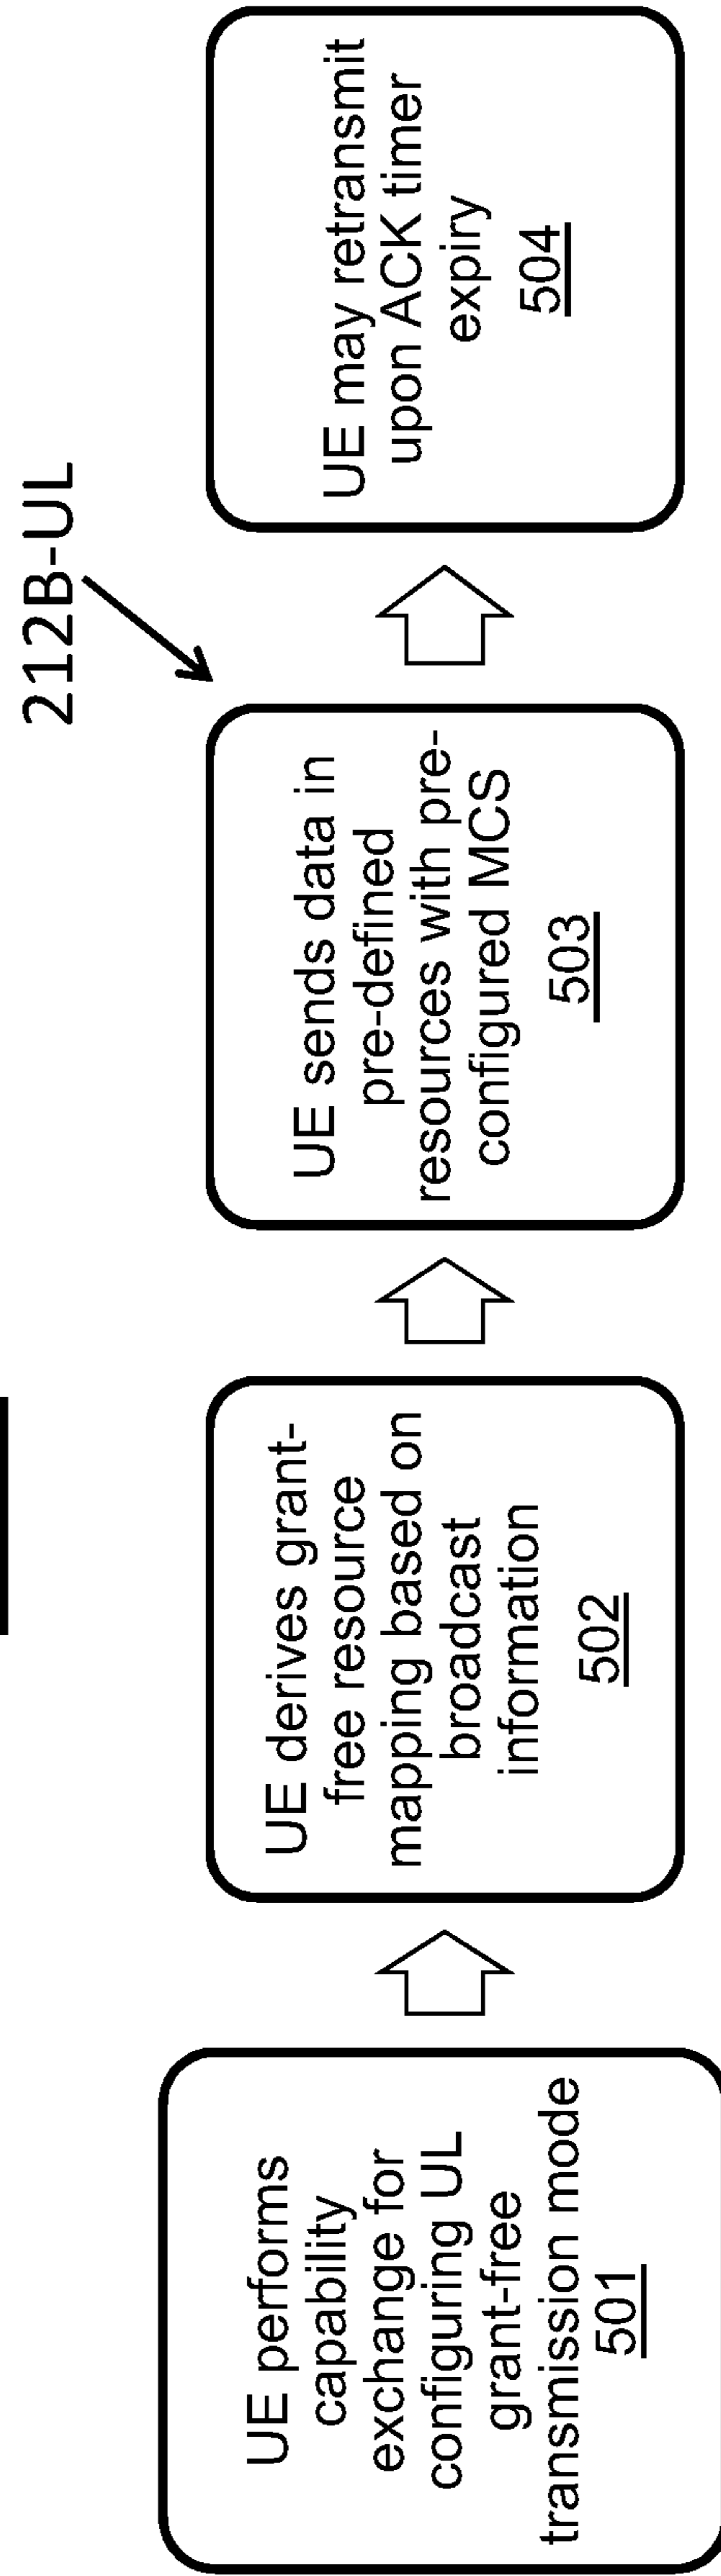 212B-UL
UE performs
capability
exchange for
configuring UL
grant-free
transmission mode
501
UE derives grant-
free resource
mapping based on
broadcast
information
502
UE sends data in
pre-defined
resources with pre-
configured MCS
503
UE may retransmit
upon ACK timer
expiry
504